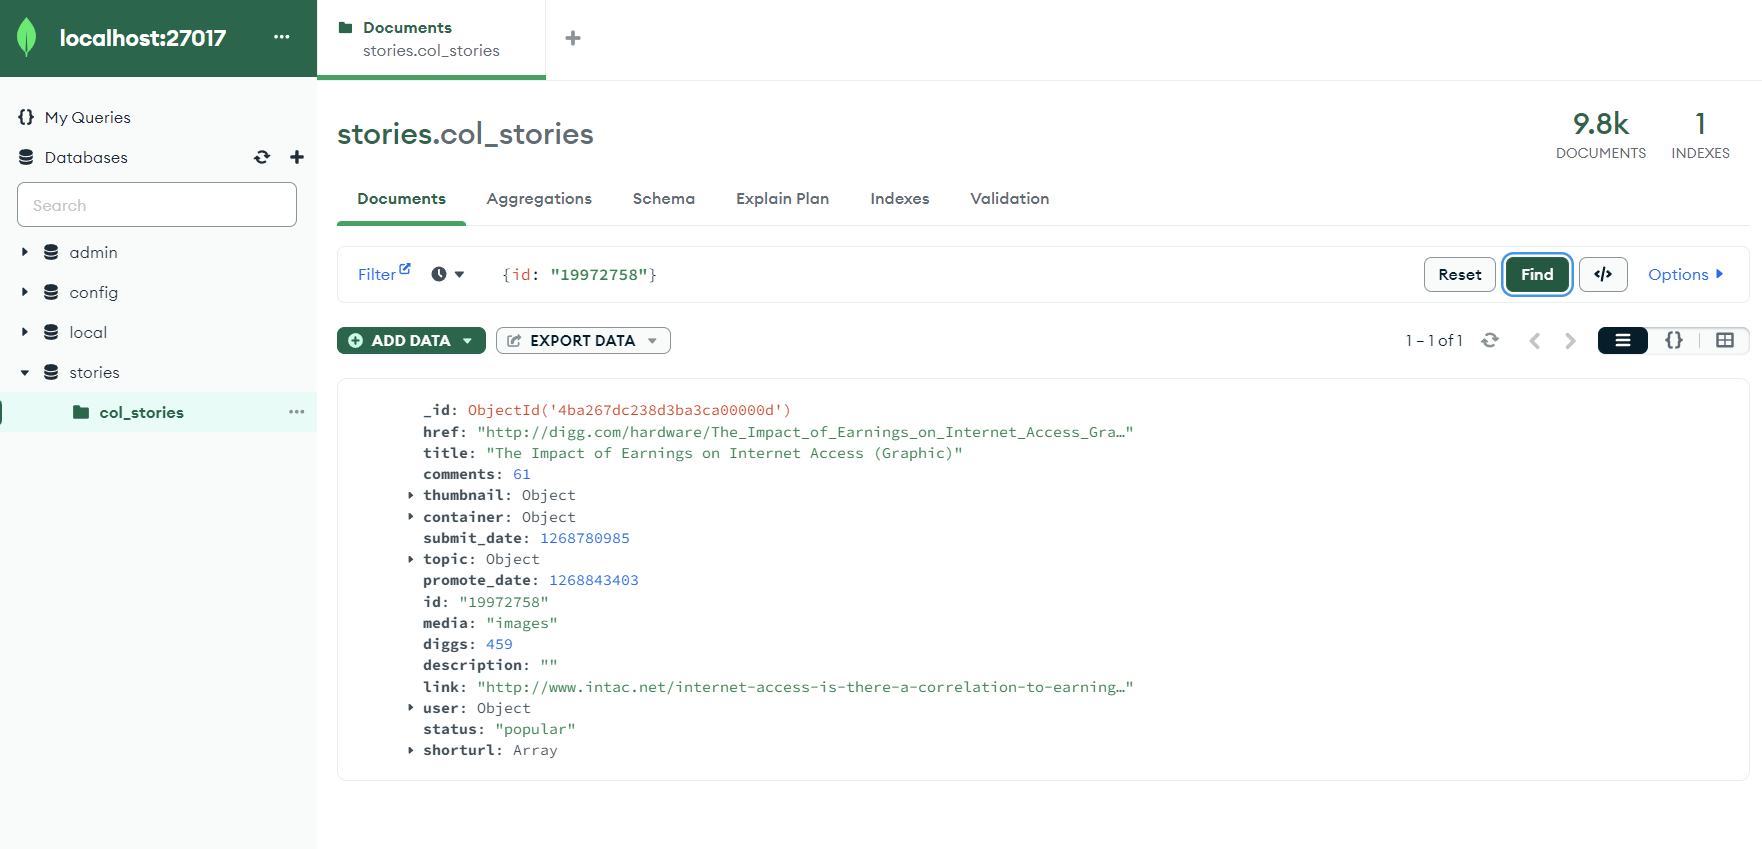 localhost:27017 ...
Documents
stories.col_stories
{} My Queries
Databases
Search
admin
config
local
stories
col_stories ...
stories.col_stories
9.8k
DOCUMENTS
1
INDEXES
Documents Aggregations Schema Explain Plan Indexes Validation
Filter {id: "19972758"} Reset Find </> Options
ADD DATA EXPORT DATA 1 – 1 of 1 {}
_id: ObjectId('4ba267dc238d3ba3ca00000d')
href: "http://digg.com/hardware/The_Impact_of_Earnings_on_Internet_Access_Gra…"
title: "The Impact of Earnings on Internet Access (Graphic)"
comments: 61
thumbnail: Object
container: Object
submit_date: 1268780985
topic: Object
promote_date: 1268843403
id: "19972758"
media: "images"
diggs: 459
description: ""
link: "http://www.intac.net/internet-access-is-there-a-correlation-to-earning…"
user: Object
status: "popular"
shorturl: Array